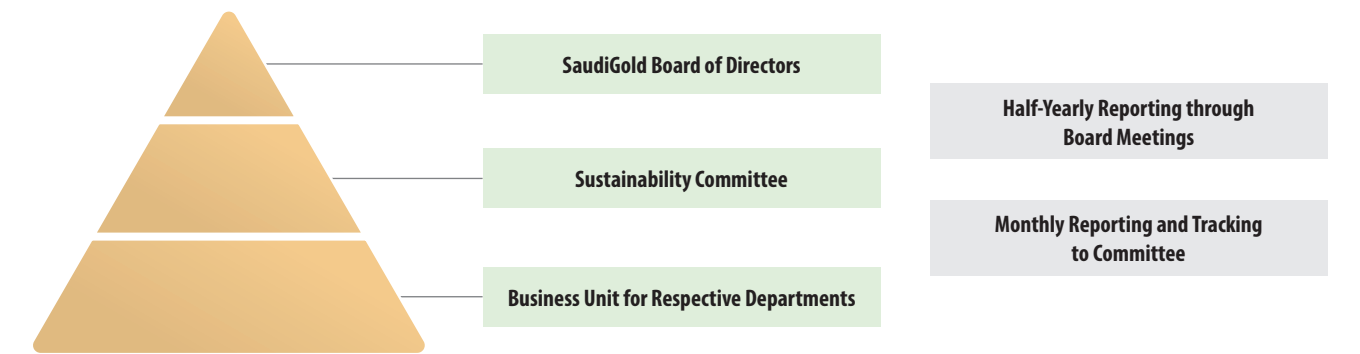 SaudiGold Board of Directors
Half-Yearly Reporting through
Board Meetings
Sustainability Committee
Monthly Reporting and Tracking
to Committee
Business Unit for Respective Departments